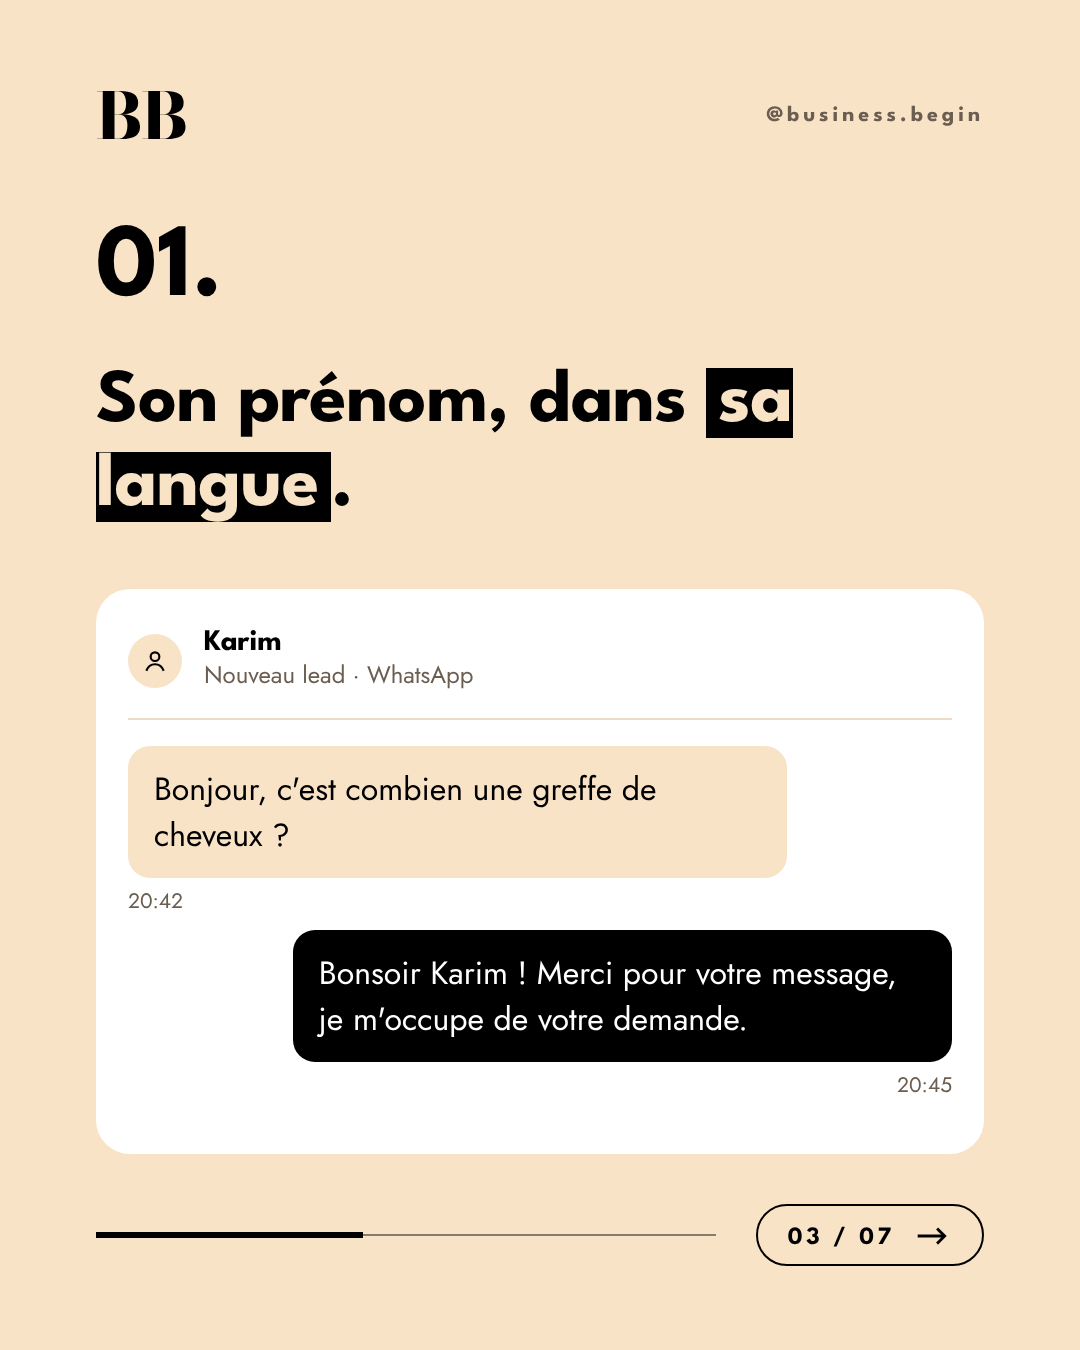 BB
@business.begin
01.
Son prénom, dans sa
langue.
Karim
Nouveau lead · WhatsApp
Bonjour, c'est combien une greffe de
cheveux ?
20:42
Bonsoir Karim ! Merci pour votre message,
je m'occupe de votre demande.
20:45
03 / 07 →